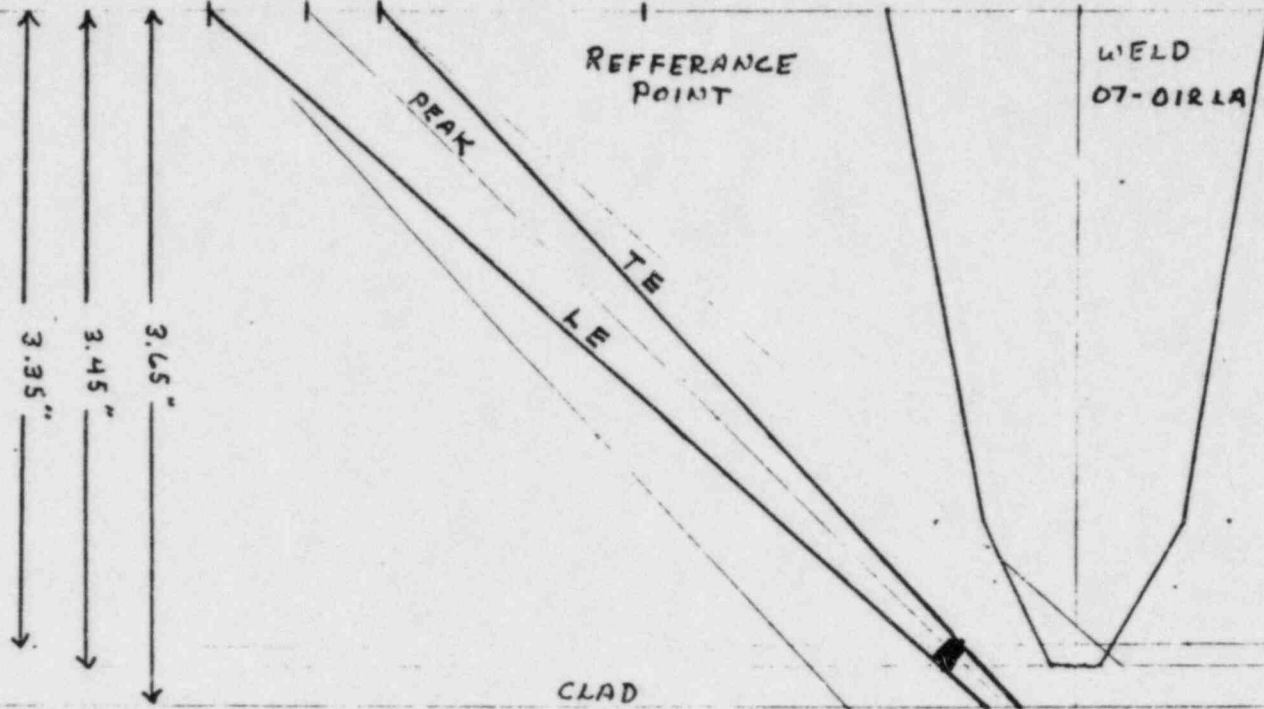 REFFERANCE
POINT
WELD
07-01RLA
PEAK
TE
LE
3.35"
3.45"
3.65"
CLAD